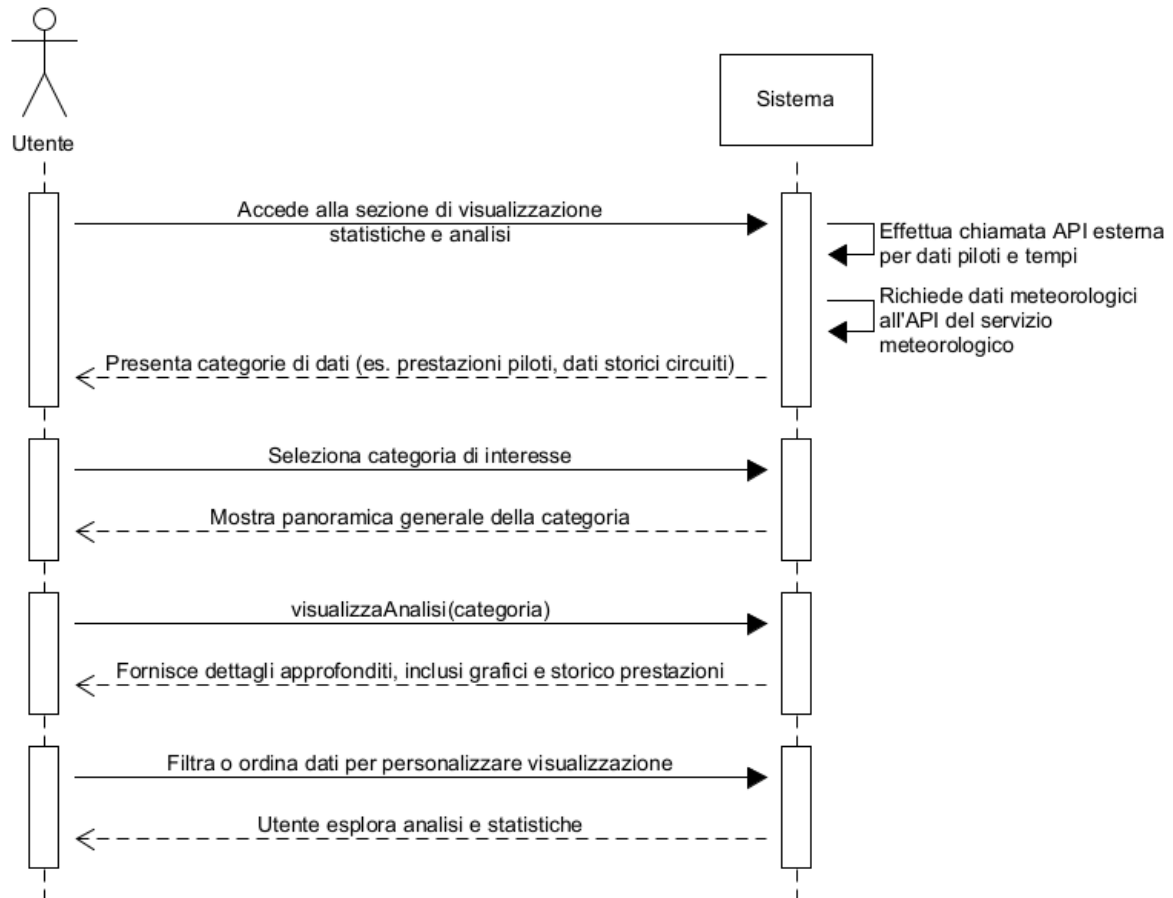 Utente
Sistema
Accede alla sezione di visualizzazione
statistiche e analisi
Effettua chiamata API esterna
per dati piloti e tempi
Richiede dati meteorologici
all'API del servizio
meteorologico
Presenta categorie di dati (es. prestazioni piloti, dati storici circuiti)
Seleziona categoria di interesse
Mostra panoramica generale della categoria
visualizzaAnalisi(categoria)
Fornisce dettagli approfonditi, inclusi grafici e storico prestazioni
Filtra o ordina dati per personalizzare visualizzazione
Utente esplora analisi e statistiche